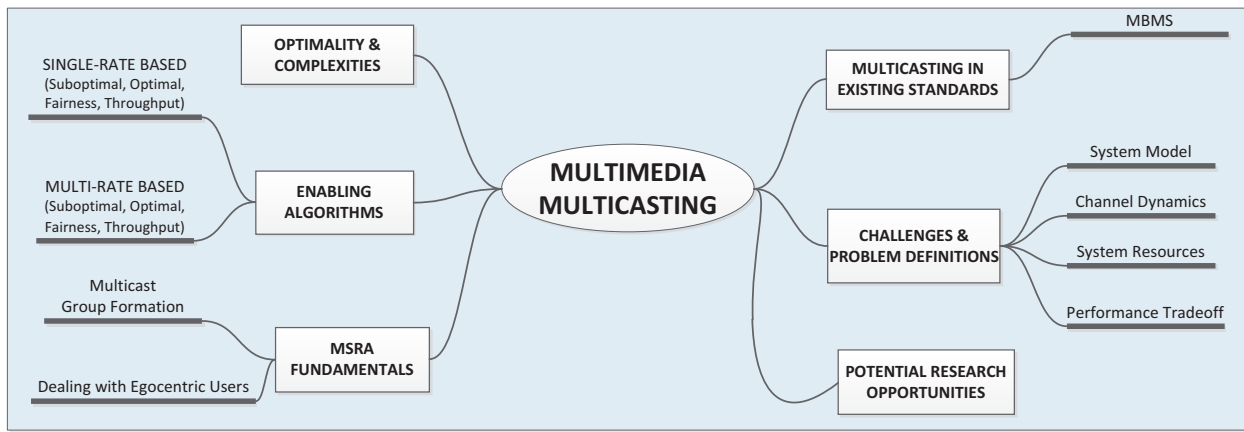 OPTIMALITY &
COMPLEXITIES
SINGLE-RATE BASED
(Suboptimal, Optimal,
Fairness, Throughput)
MULTI-RATE BASED
(Suboptimal, Optimal,
Fairness, Throughput)
ENABLING
ALGORITHMS
Multicast
Group Formation
Dealing with Egocentric Users
MSRA
FUNDAMENTALS
MULTIMEDIA
MULTICASTING
MBMS
MULTICASTING IN
EXISTING STANDARDS
System Model
Channel Dynamics
System Resources
Performance Tradeoff
CHALLENGES &
PROBLEM DEFINITIONS
POTENTIAL RESEARCH
OPPORTUNITIES